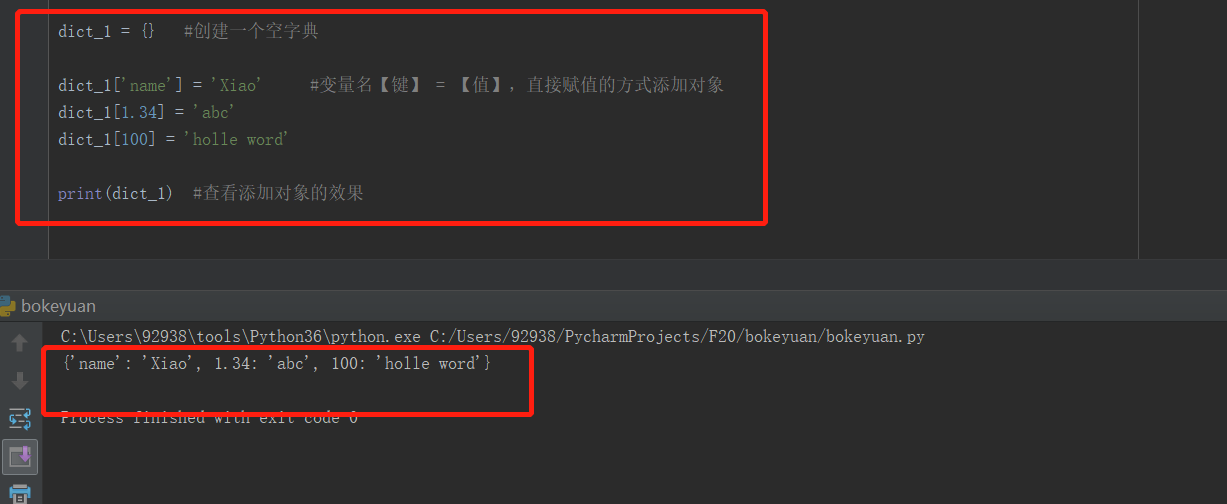 dict_1 = {}   #创建一个空字典
dict_1['name'] = 'Xiao'     #变量名【键】 = 【值】，直接赋值的方式添加对象
dict_1[1.34] = 'abc'
dict_1[100] = 'holle word'
print(dict_1)  #查看添加对象的效果
bokeyuan
C:\Users\92938\tools\Python36\python.exe C:/Users/92938/PycharmProjects/F20/bokeyuan/bokeyuan.py
{'name': 'Xiao', 1.34: 'abc', 100: 'holle word'}
Process finished with exit code 0